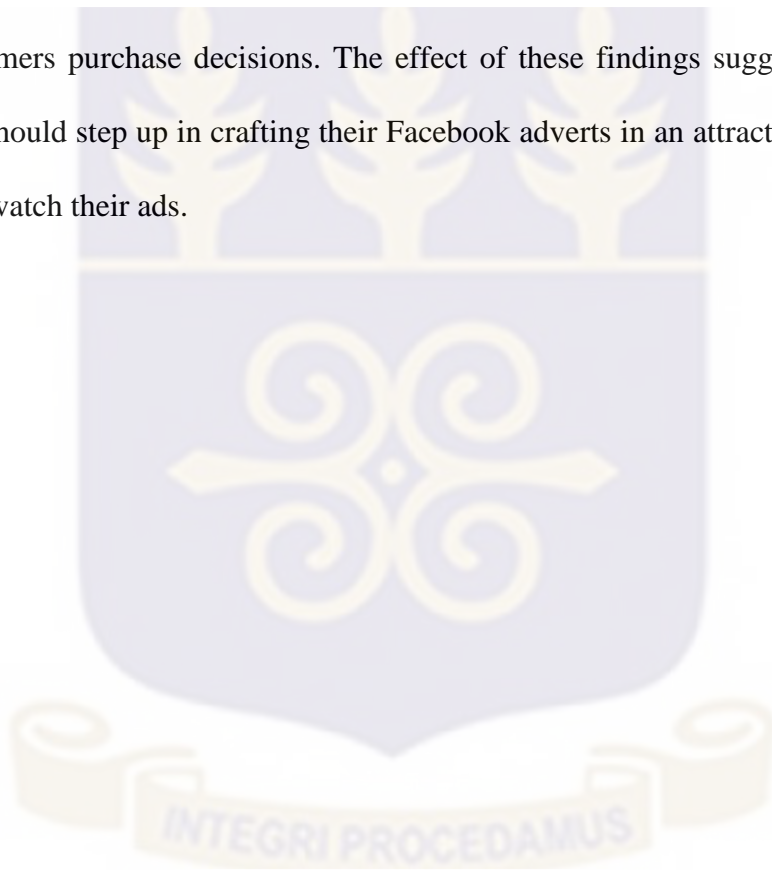 mers purchase decisions. The effect of these findings sugg
hould step up in crafting their Facebook adverts in an attract
vatch their ads.
INTEGRI PROCEDAMUS